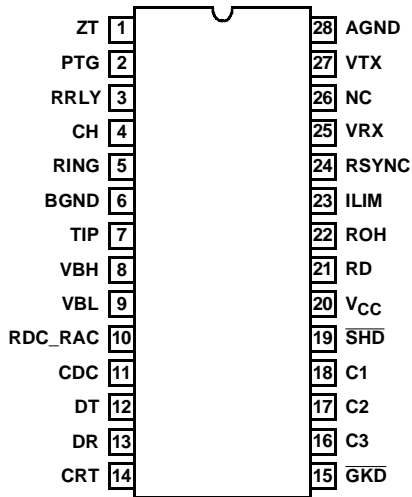 ZT 1 28 AGND
PTG 2 27 VTX
RRLY 3 26 NC
CH 4 25 VRX
RING 5 24 RSYNC
BGND 6 23 ILIM
TIP 7 22 ROH
VBH 8 21 RD
VBL 9 20 VCC
RDC_RAC 10 19 SHD
CDC 11 18 C1
DT 12 17 C2
DR 13 16 C3
CRT 14 15 GKD